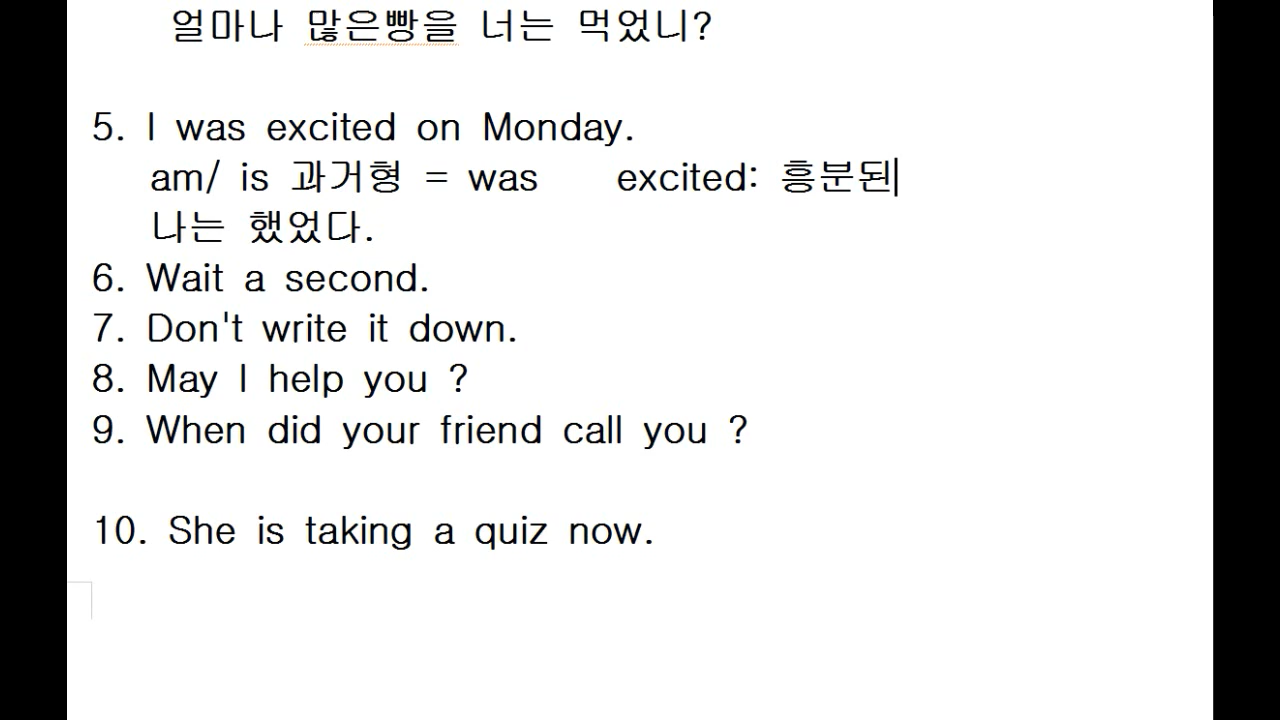 얼마나 많은빵을 너는 먹었니?
5. I was excited on Monday.
am/ is 과거형 = was excited: 흥분된
나는 했었다.
6. Wait a second.
7. Don't write it down.
8. May I help you ?
9. When did your friend call you ?
10. She is taking a quiz now.